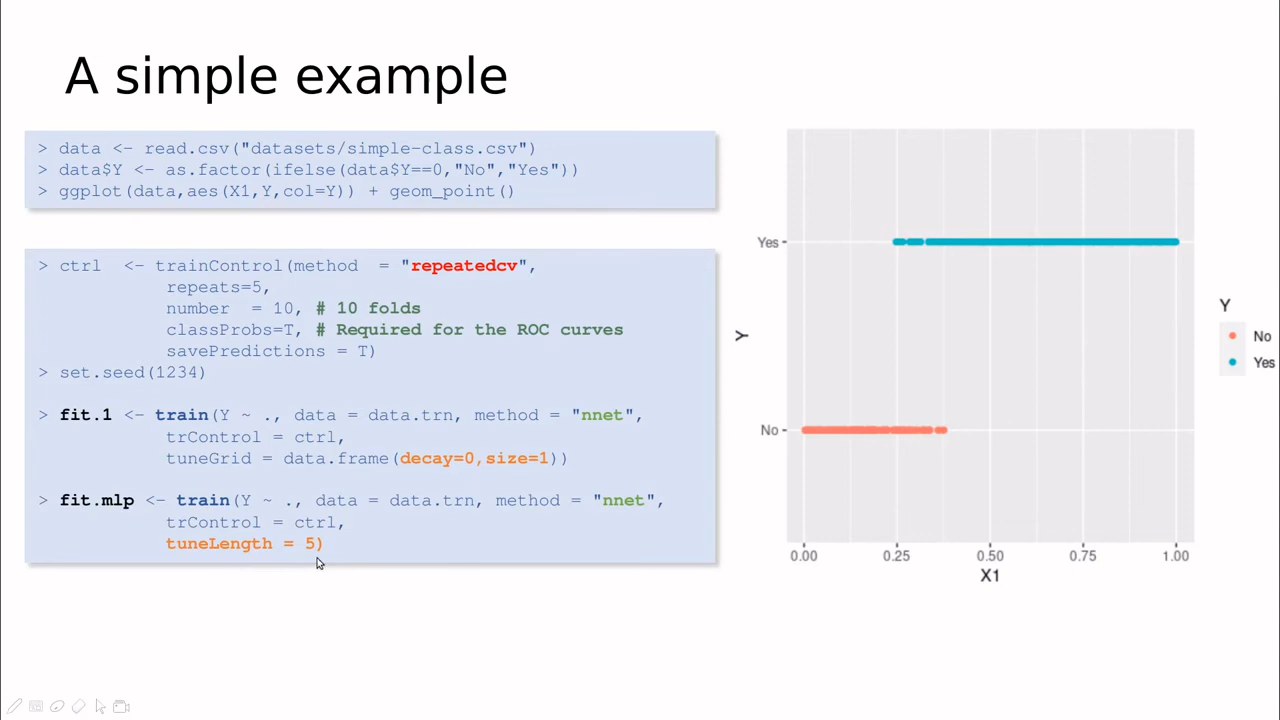 A simple example
> data <- read.csv("datasets/simple-class.csv")
> data$Y <- as.factor(ifelse(data$Y==0,"No","Yes"))
> ggplot(data,aes(X1,Y,col=Y)) + geom_point()
> ctrl <- trainControl(method = "repeatedcv",
repeats=5,
number = 10, # 10 folds
classProbs=T, # Required for the ROC curves
savePredictions = T)
> set.seed(1234)
> fit.1 <- train(Y ~ ., data = data.trn, method = "nnet",
trControl = ctrl,
tuneGrid = data.frame(decay=0,size=1))
> fit.mlp <- train(Y ~ ., data = data.trn, method = "nnet",
trControl = ctrl,
tuneLength = 5)
Yes
No
Y
0.00 0.25 0.50 0.75 1.00
X1
Y
No
Yes